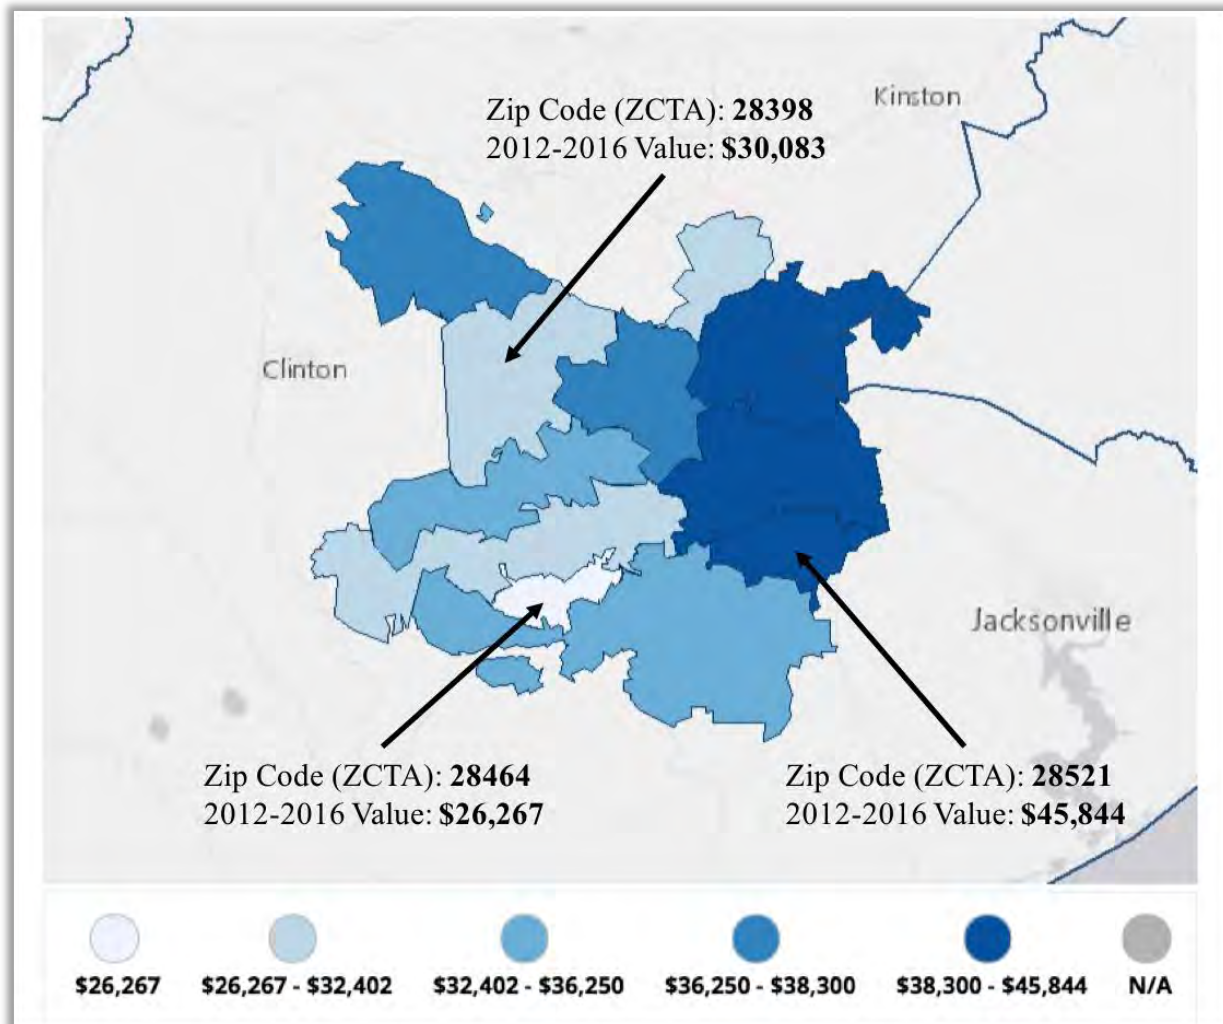 Kinston
Zip Code (ZCTA): 28398
2012-2016 Value: $30,083
Clinton
Jacksonville
Zip Code (ZCTA): 28464
2012-2016 Value: $26,267
Zip Code (ZCTA): 28521
2012-2016 Value: $45,844
$26,267
$26,267 - $32,402
$32,402 - $36,250
$36,250 - $38,300
$38,300 - $45,844
N/A